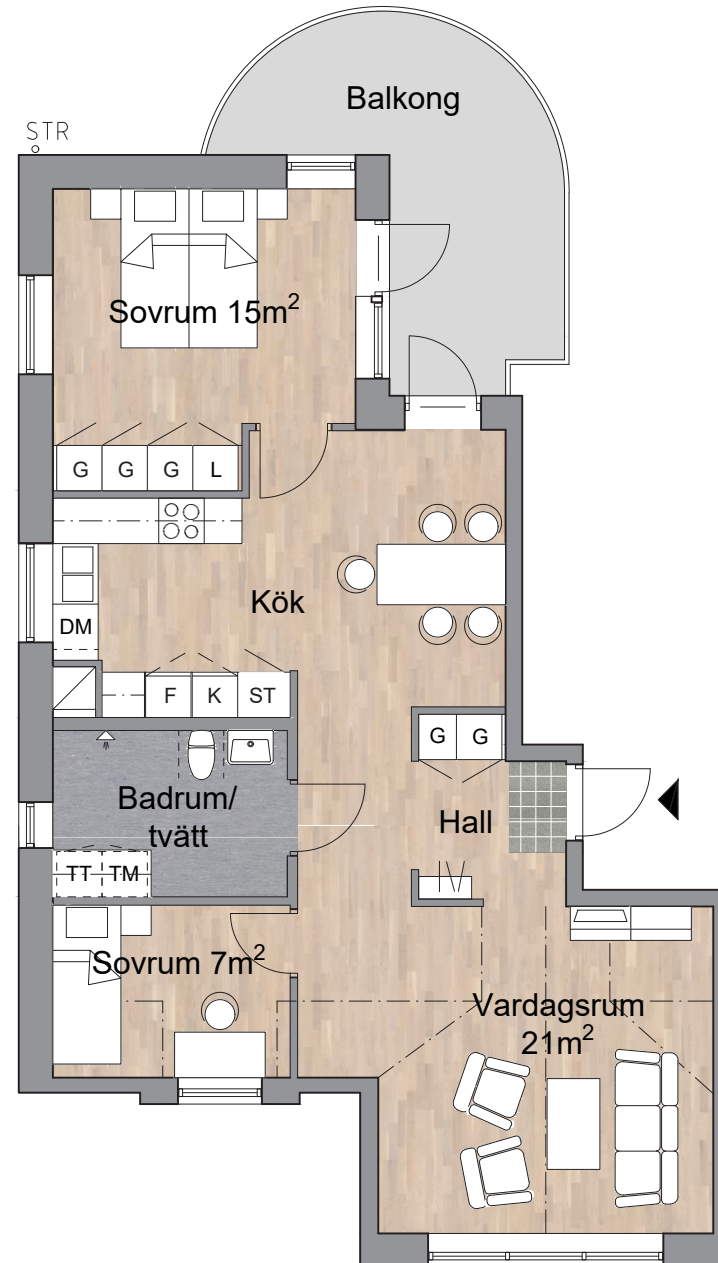 Balkong
STR
Sovrum 15m²
G G G L
Kök
DM
F K ST
G G
Badrum/
tvätt
Hall
TT TM
Sovrum 7m²
Vardagsrum
21m²